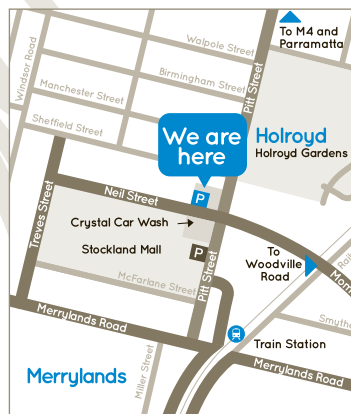 To M4 and
Parramatta
Walpole Street
Windsor Road
Birmingham Street
Pitt Street
Manchester Street
Sheffield Street
We are
here
Holroyd
Holroyd Gardens
Neil Street
P
Crystal Car Wash
Treves Street
Stockland Mall
P
Pitt Street
To
Woodville
Road
McFarlane Street
Merrylands Road
Train Station
Merrylands
Miller Street
Merrylands Road